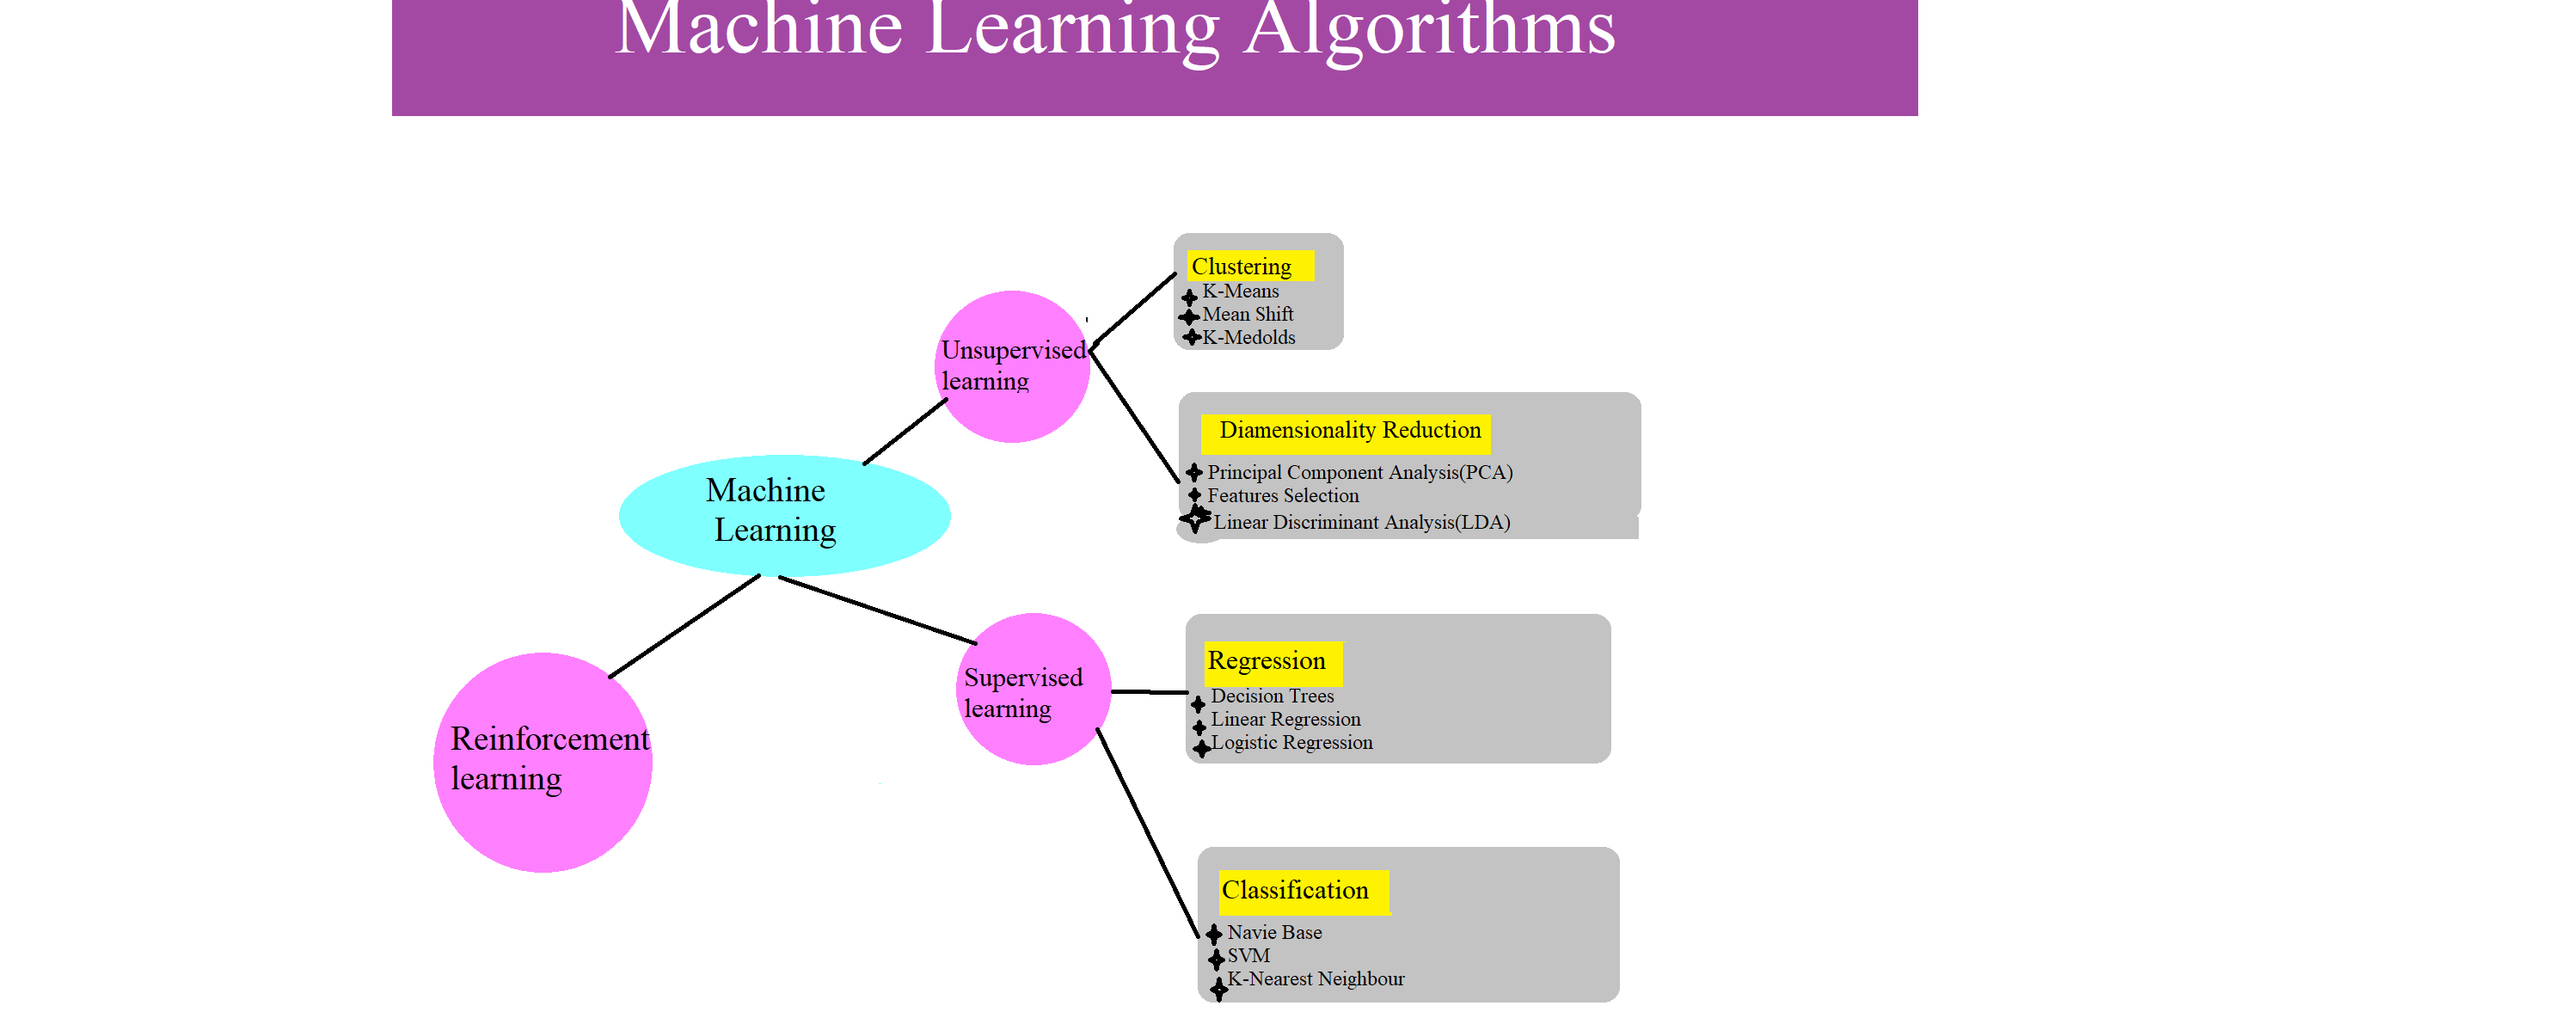 Machine Learning Algorithms
Clustering
K-Means
Mean Shift
K-Medolds
Unsupervised
learning
Diamensionality Reduction
Principal Component Analysis(PCA)
Features Selection
Linear Discriminant Analysis(LDA)
Machine
Learning
Supervised
learning
Regression
Decision Trees
Linear Regression
Logistic Regression
Reinforcement
learning
Classification
Navie Base
SVM
K-Nearest Neighbour